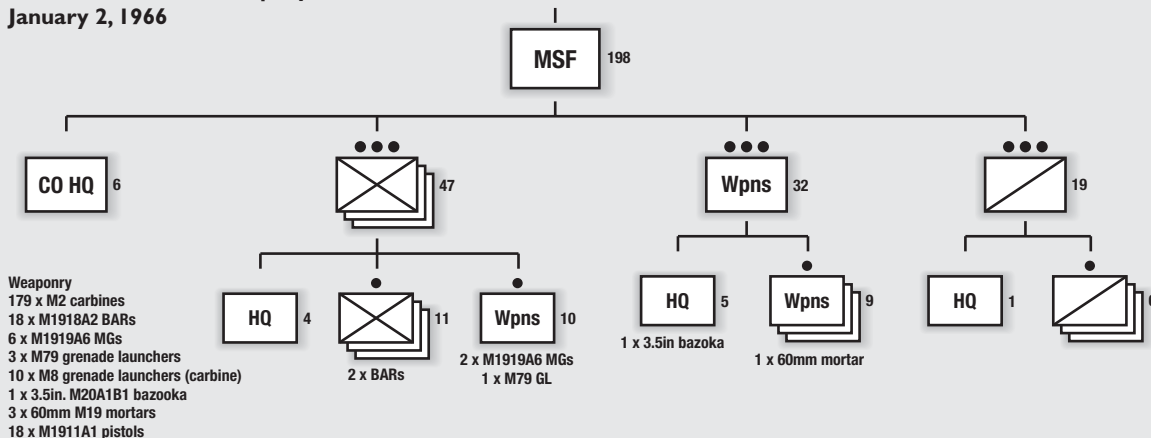 January 2, 1966
MSF 198
CO HQ 6
47
Wpns 32
19
HQ 4
11
2 x BARs
Wpns 10
2 x M1919A6 MGs
1 x M79 GL
HQ 5
1 x 3.5in bazoka
Wpns 9
1 x 60mm mortar
HQ 1
Weaponry
179 x M2 carbines
18 x M1918A2 BARs
6 x M1919A6 MGs
3 x M79 grenade launchers
10 x M8 grenade launchers (carbine)
1 x 3.5in. M20A1B1 bazooka
3 x 60mm M19 mortars
18 x M1911A1 pistols